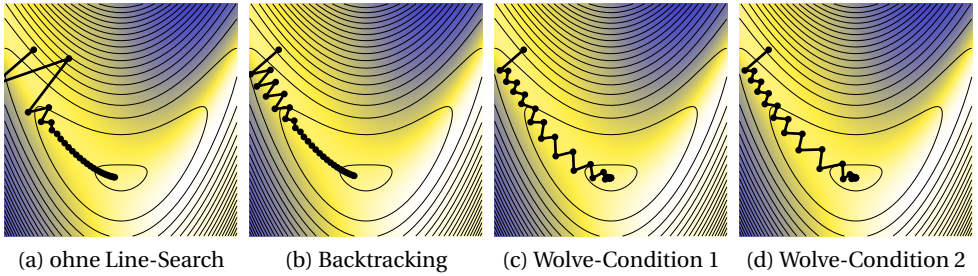 (a) ohne Line-Search
(b) Backtracking
(c) Wolve-Condition 1
(d) Wolve-Condition 2